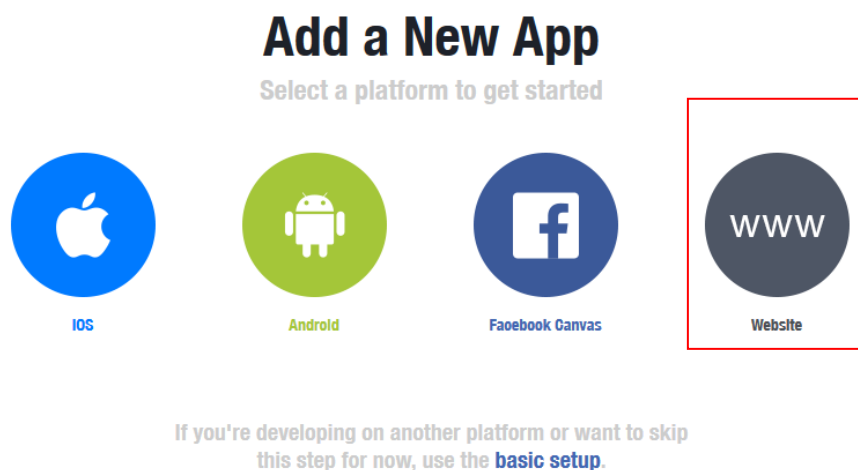 Add a New App
Select a platform to get started
www
iOS
Android
Facebook Canvas
Website
If you're developing on another platform or want to skip
this step for now, use the basic setup.